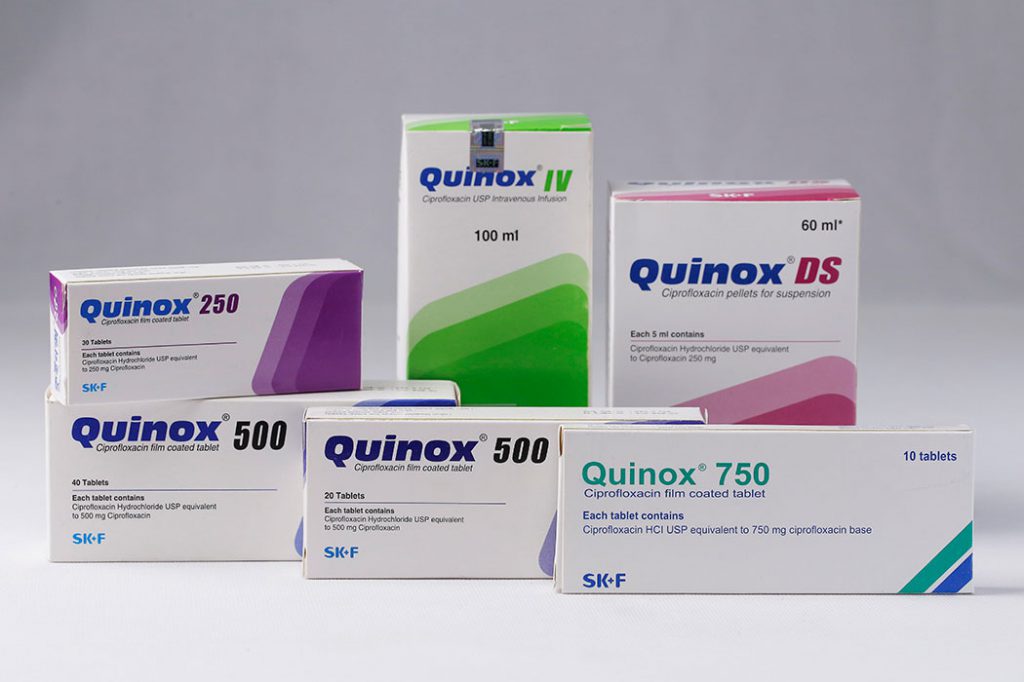 SK+F
Quinox® IV
Ciprofloxacin USP Intravenous Infusion
100 ml
Quinox DS
SK+F
60 ml*
Quinox® DS
Ciprofloxacin pellets for suspension
Each 5 ml contains
Ciprofloxacin Hydrochloride USP equivalent
to Ciprofloxacin 250 mg
Quinox® 250
Ciprofloxacin film coated tablet
30 Tablets
Each tablet contains
Ciprofloxacin Hydrochloride USP equivalent
to 250 mg Ciprofloxacin
SK+F
Quinox® 500
Ciprofloxacin film coated tablet
40 Tablets
Each tablet contains
Ciprofloxacin Hydrochloride USP equivalent
to 500 mg Ciprofloxacin
SK+F
Quinox® 500
Ciprofloxacin film coated tablet
20 Tablets
Each tablet contains
Ciprofloxacin Hydrochloride USP equivalent
to 500 mg Ciprofloxacin
SK+F
10 tablets
Quinox® 750
Ciprofloxacin film coated tablet
Each tablet contains
Ciprofloxacin HCI USP equivalent to 750 mg ciprofloxacin base
SK+F